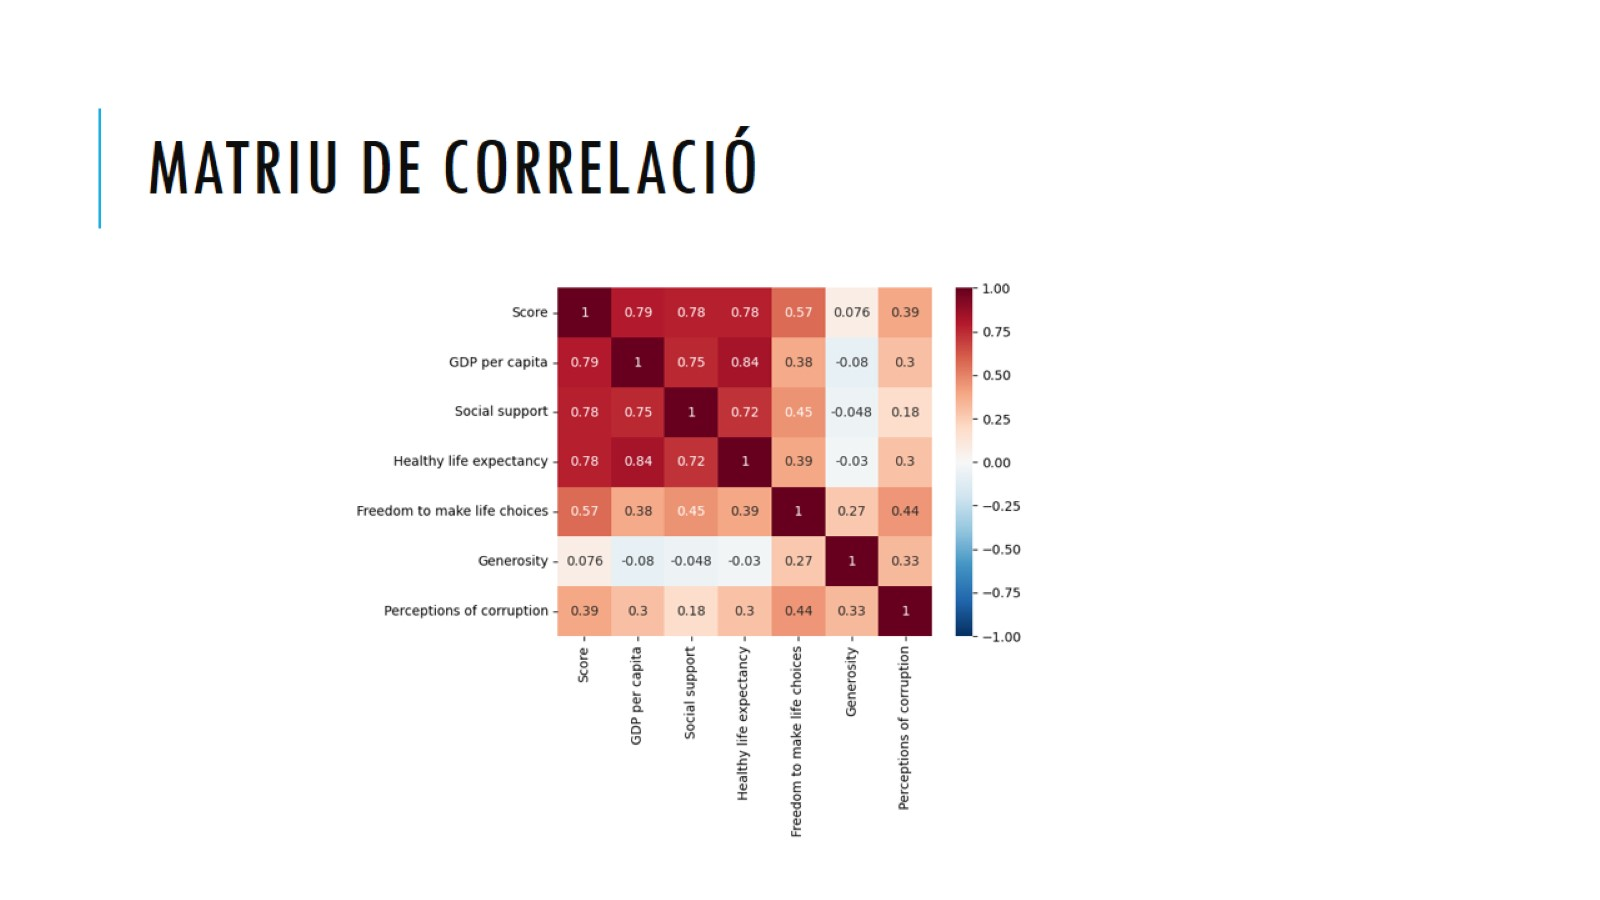 MATRIU DE CORRELACIÓ
Score 1 0.79 0.78 0.78 0.57 0.076 0.39
GDP per capita 0.79 1 0.75 0.84 0.38 -0.08 0.3
Social support 0.78 0.75 1 0.72 0.45 -0.048 0.18
Healthy life expectancy 0.78 0.84 0.72 1 0.39 -0.03 0.3
Freedom to make life choices 0.57 0.38 0.45 0.39 1 0.27 0.44
Generosity 0.076 -0.08 -0.048 -0.03 0.27 1 0.33
Perceptions of corruption 0.39 0.3 0.18 0.3 0.44 0.33 1
Score
GDP per capita
Social support
Healthy life expectancy
Freedom to make life choices
Generosity
Perceptions of corruption
1.00
0.75
0.50
0.25
0.00
−0.25
−0.50
−0.75
−1.00